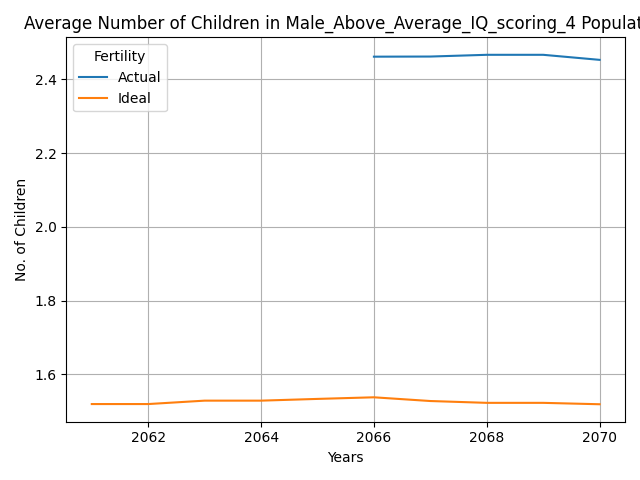 Average Number of Children in Male_Above_Average_IQ_scoring_4 Populat
Fertility
Actual
Ideal
2.4
2.2
2.0
1.8
1.6
No. of Children
2062
2064
2066
2068
2070
Years